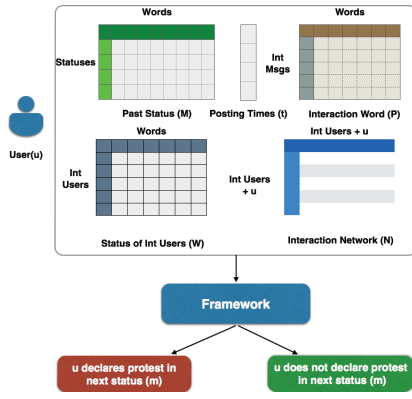 Words
Words
Statuses
Int
Msgs
Past Status (M)
Posting Times (t)
Interaction Word (P)
User(u)
Words
Int Users + u
Int
Users
Int Users
+ u
Status of Int Users (W)
Interaction Network (N)
Framework
u declares protest in
next status (m)
u does not declare protest
in next status (m)